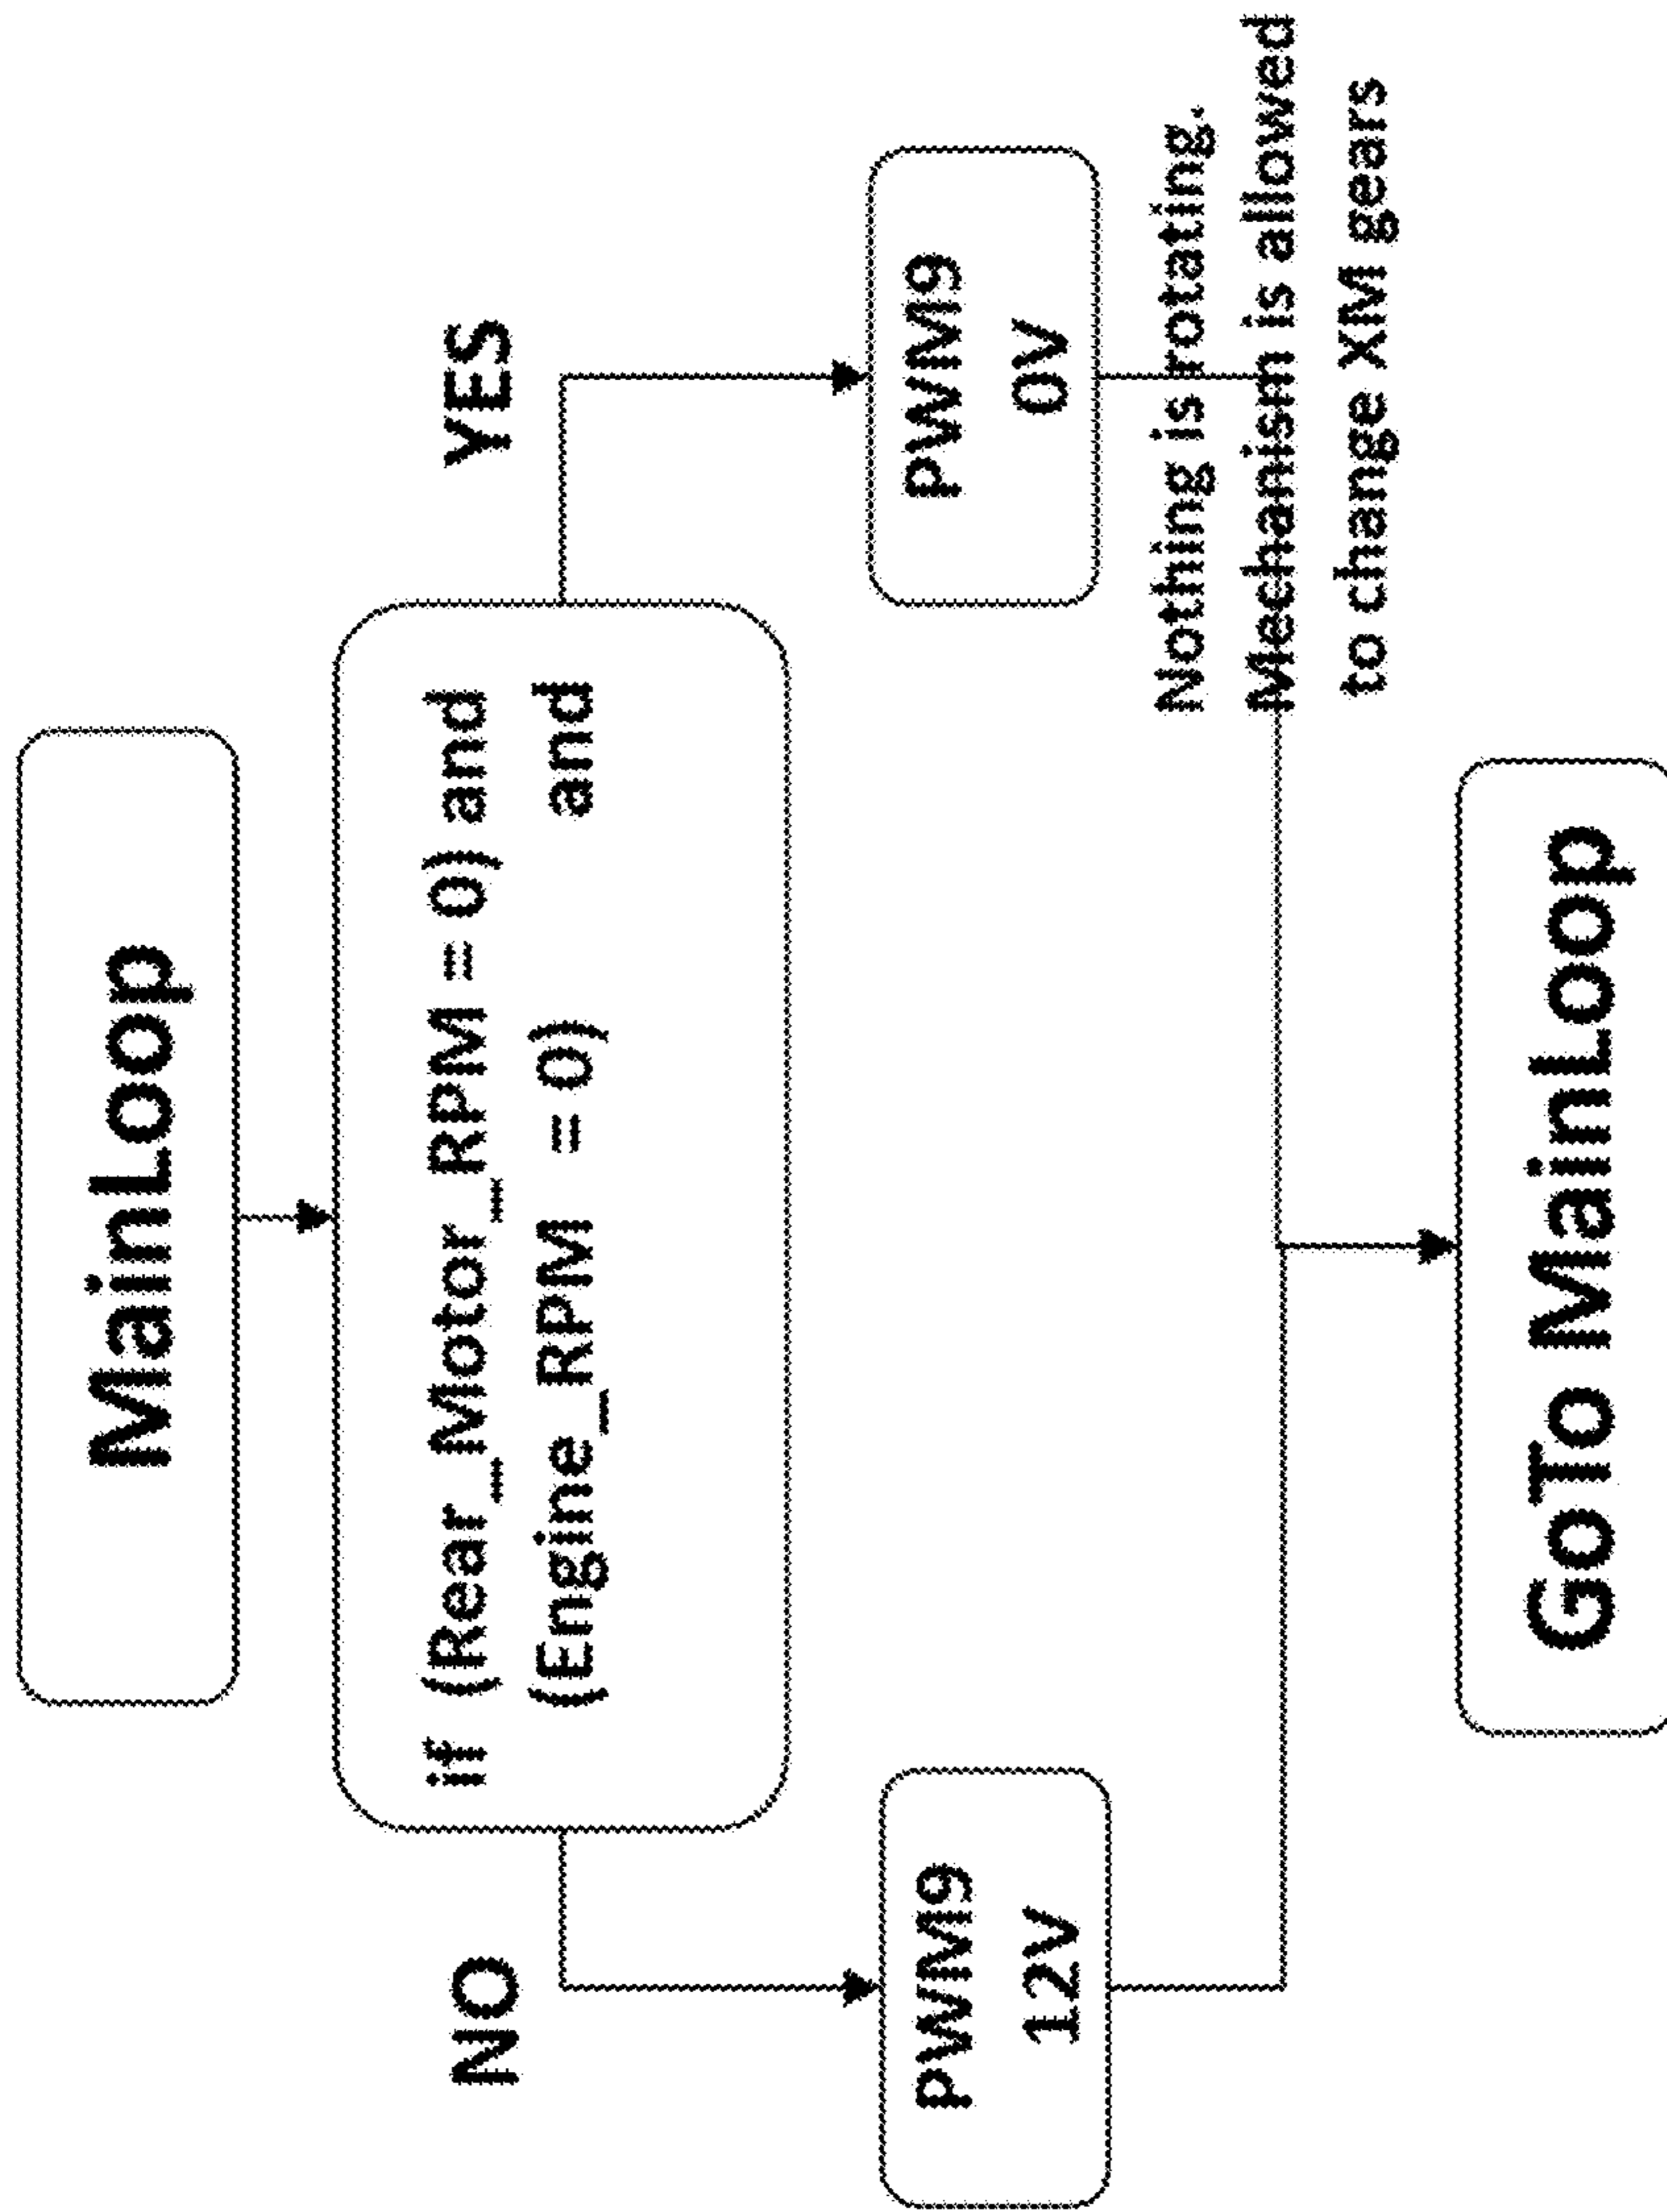 MainLoop
if (Rear_Motor_RPM = 0) and
(Engine_RPM = 0) and
NO
YES
PWM9
12V
PWM9
0V
Nothing is rotating.
Mechanism is allowed
to change XM gears
GoTo MainLoop